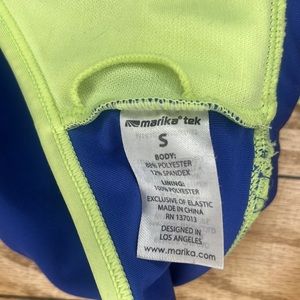 marika tek
S
BODY:
88% POLYESTER
12% SPANDEX
LINING:
100% POLYESTER
EXCLUSIVE OF ELASTIC
MADE IN CHINA
RN 137013
DESIGNED IN
LOS ANGELES
www.marika.com